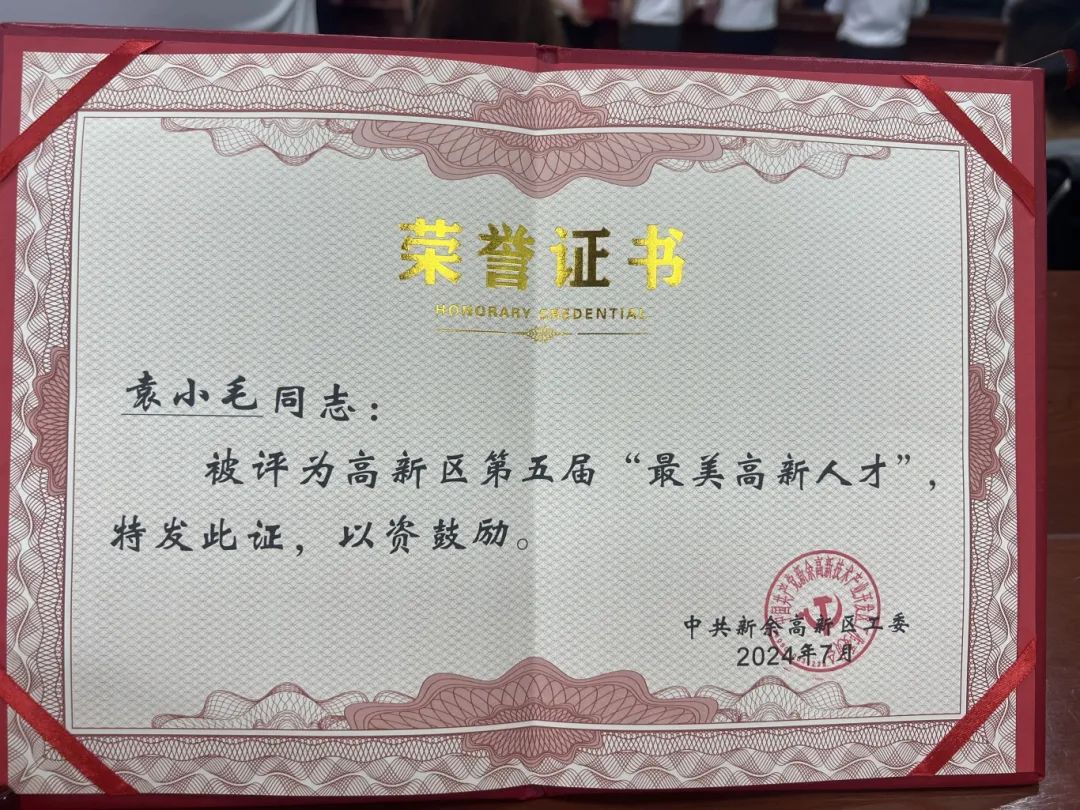 荣誉证书
HONORARY CREDENTIAL
袁小毛同志：
被评为高新区第五届“最美高新人才”，
特发此证，以资鼓励。
中共新余高新区工委
2024年7月